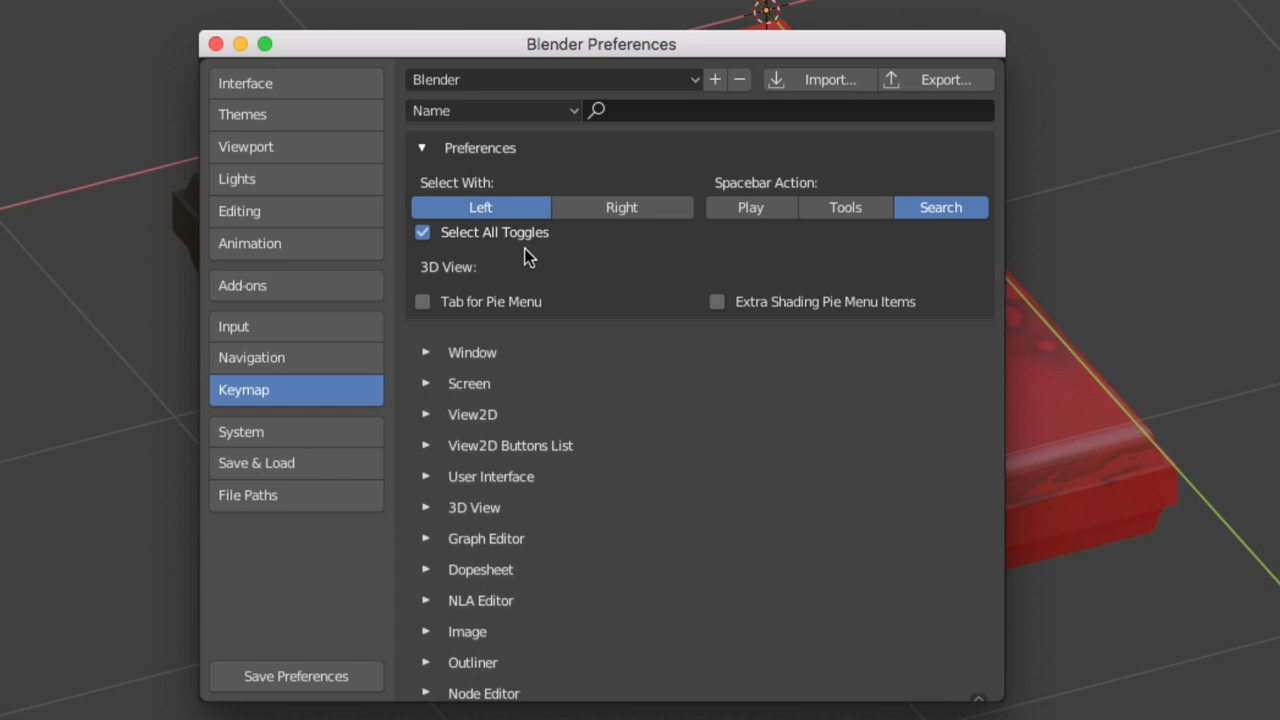 Blender Preferences
Interface
Themes
Viewport
Lights
Editing
Animation
Add-ons
Input
Navigation
Keymap
System
Save & Load
File Paths
Save Preferences
Blender + − Import... Export...
Name
Preferences
Select With: Spacebar Action:
Left Right Play Tools Search
Select All Toggles
3D View:
Tab for Pie Menu Extra Shading Pie Menu Items
Window
Screen
View2D
View2D Buttons List
User Interface
3D View
Graph Editor
Dopesheet
NLA Editor
Image
Outliner
Node Editor